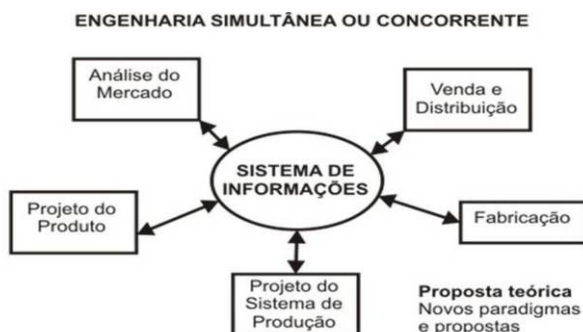 ENGENHARIA SIMULTÂNEA OU CONCORRENTE
Análise do
Mercado
Venda e
Distribuição
SISTEMA DE
INFORMAÇÕES
Projeto do
Produto
Fabricação
Projeto do
Sistema de
Produção
Proposta teórica
Novos paradigmas
e propostas